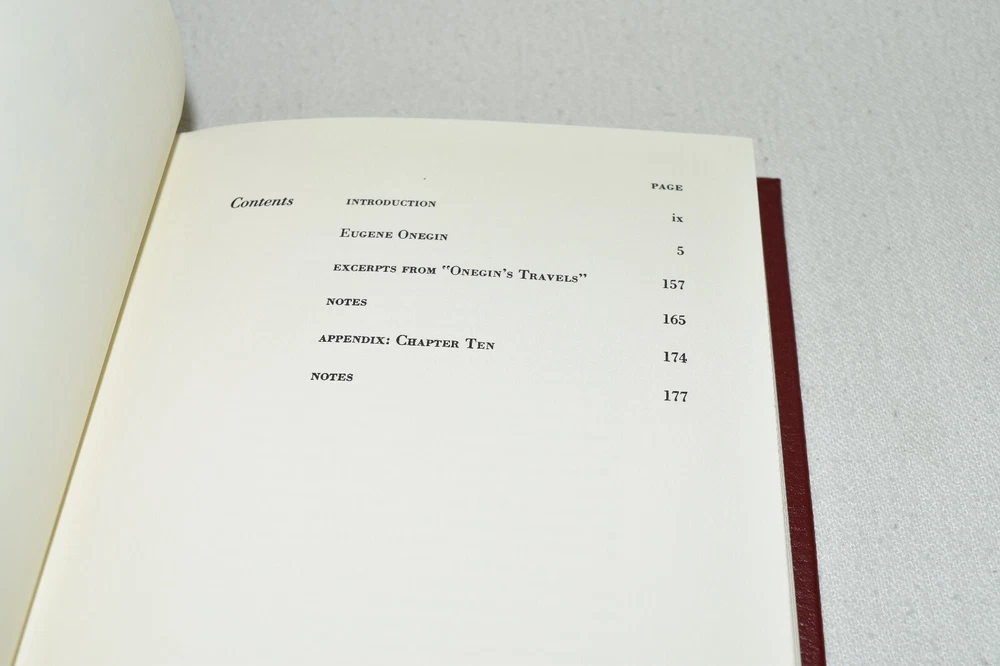 PAGE
Contents INTRODUCTION ix
EUGENE ONEGIN 5
EXCERPTS FROM "ONEGIN'S TRAVELS" 157
NOTES 165
APPENDIX: CHAPTER TEN 174
NOTES 177